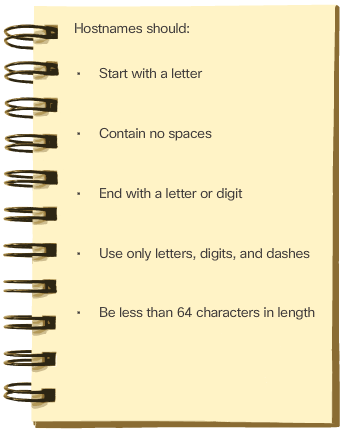 Hostnames should:
• Start with a letter
• Contain no spaces
• End with a letter or digit
• Use only letters, digits, and dashes
• Be less than 64 characters in length